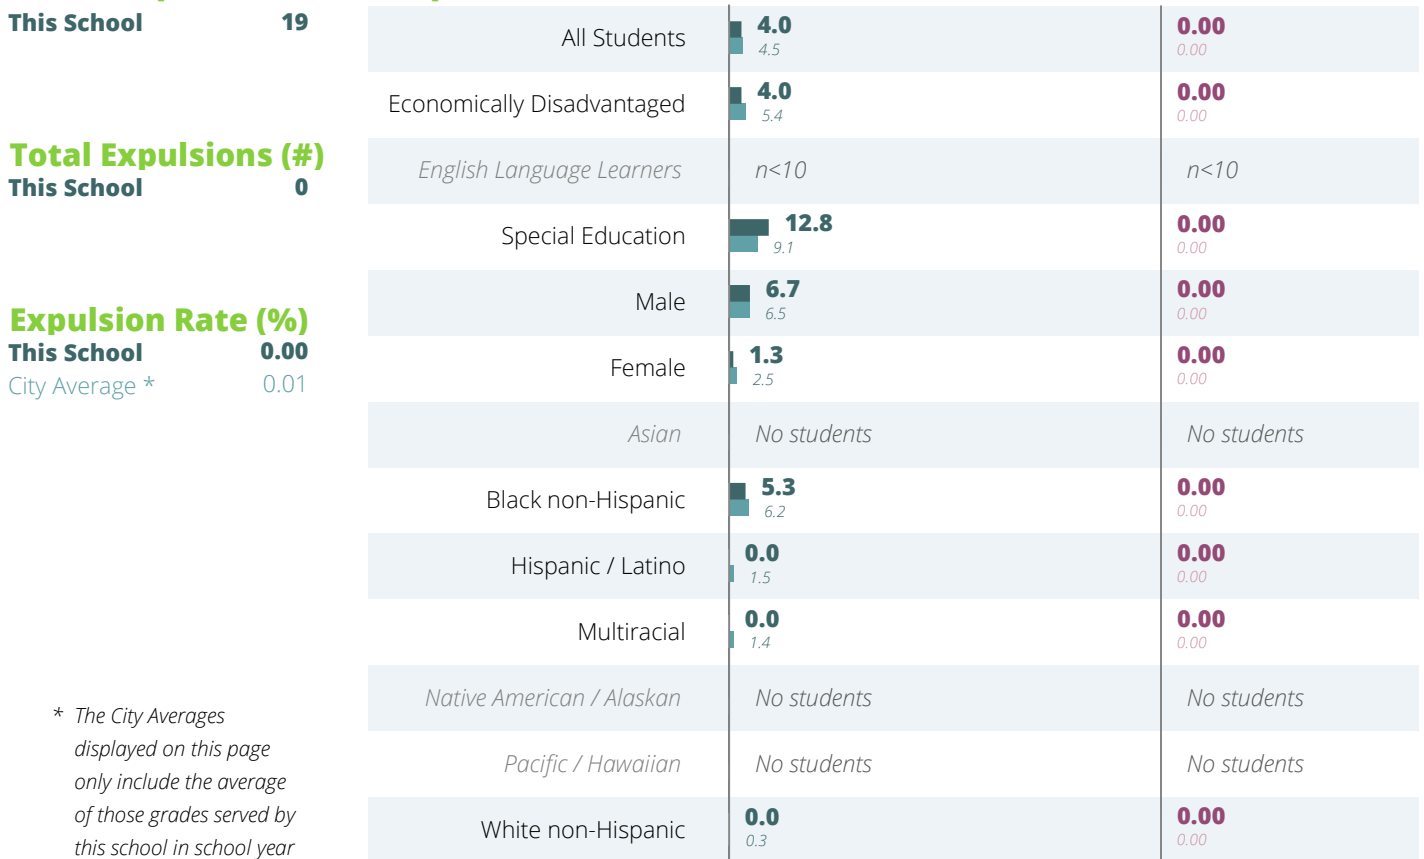 This School 19
Total Expulsions (#)
This School 0
Expulsion Rate (%)
This School 0.00
City Average * 0.01
* The City Averages
displayed on this page
only include the average
of those grades served by
this school in school year
All Students 4.0 0.00
4.5 0.00
Economically Disadvantaged 4.0 0.00
5.4 0.00
English Language Learners n<10 n<10
Special Education 12.8 0.00
9.1 0.00
Male 6.7 0.00
6.5 0.00
Female 1.3 0.00
2.5 0.00
Asian No students No students
Black non-Hispanic 5.3 0.00
6.2 0.00
Hispanic / Latino 0.0 0.00
1.5 0.00
Multiracial 0.0 0.00
1.4 0.00
Native American / Alaskan No students No students
Pacific / Hawaiian No students No students
White non-Hispanic 0.0 0.00
0.3 0.00